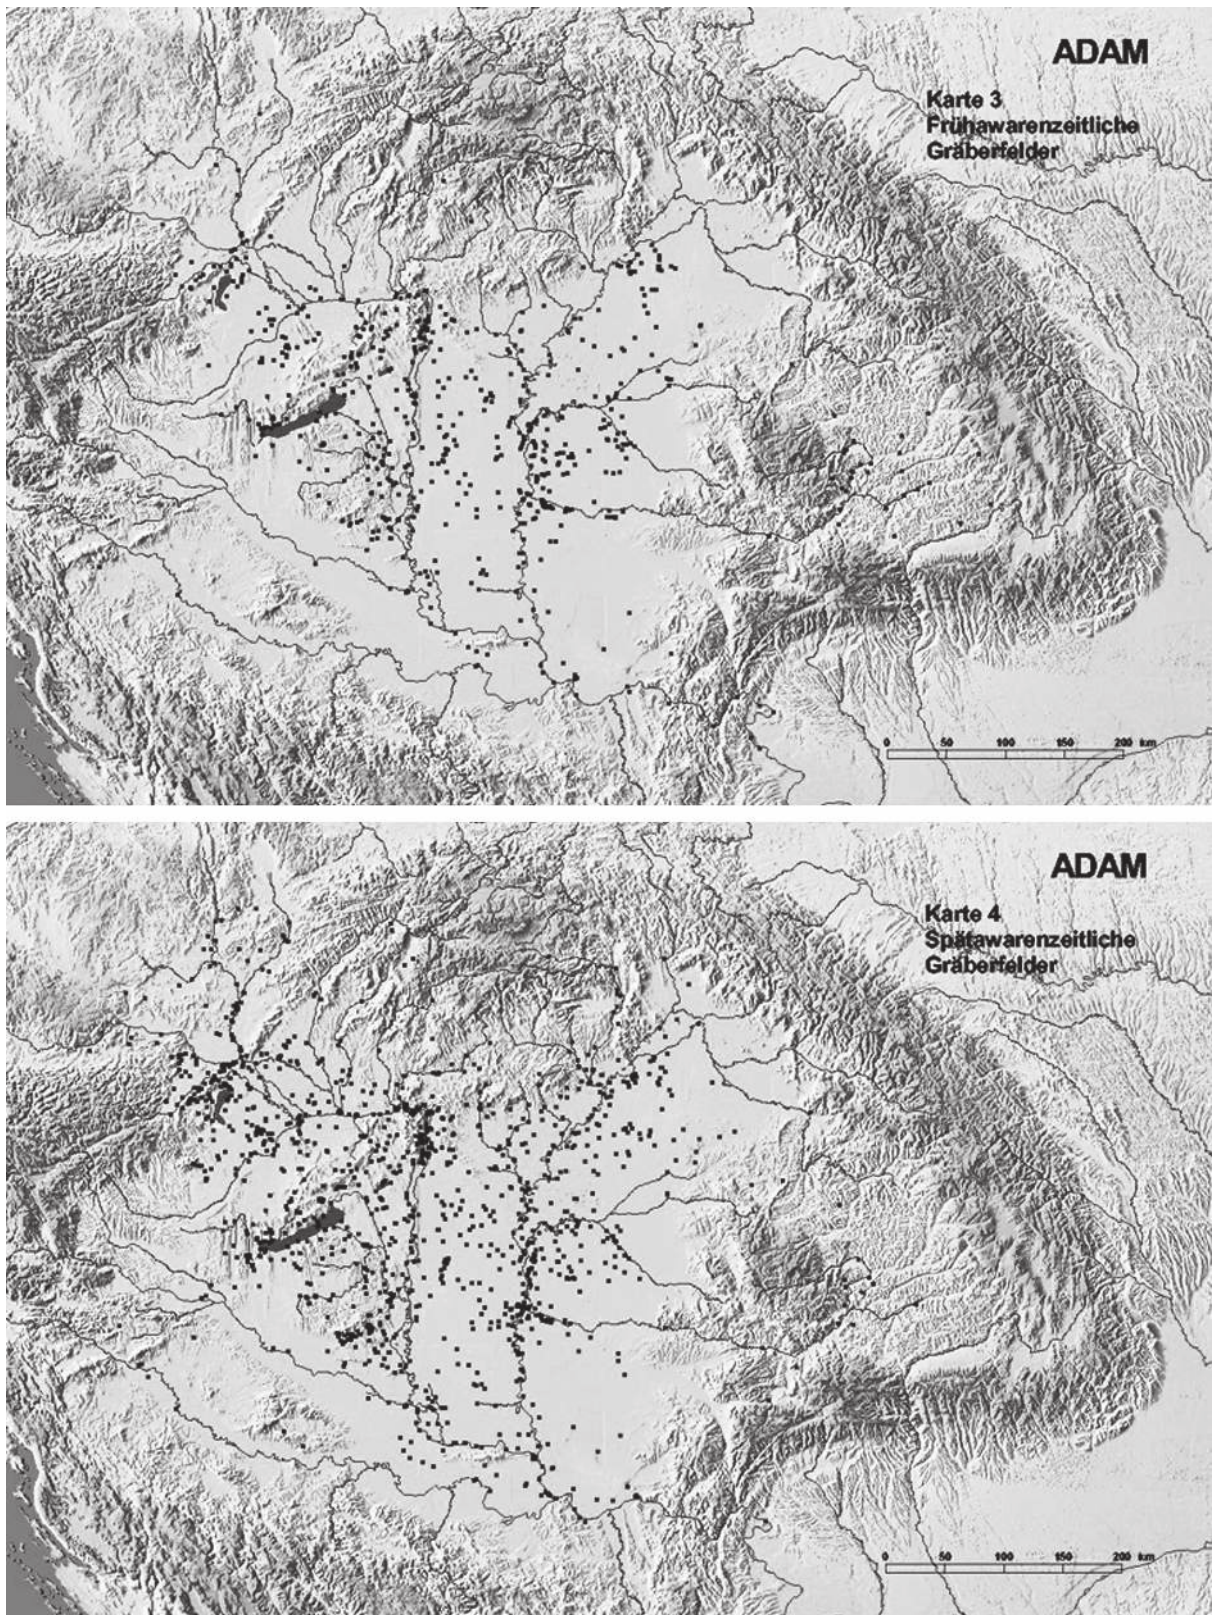 ADAM
Karte 3
Frühawarenzeitliche
Gräberfelder
0 50 100 150 200 km
ADAM
Karte 4
Spätawarenzeitliche
Gräberfelder
0 50 100 150 200 km